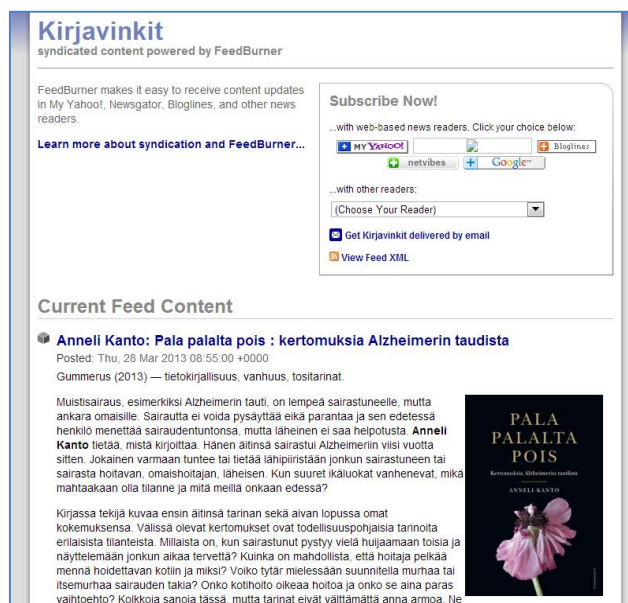 Kirjavinkit
syndicated content powered by FeedBurner
FeedBurner makes it easy to receive content updates
in My Yahoo!, Newsgator, Bloglines, and other news
readers.
Learn more about syndication and FeedBurner...
Subscribe Now!
...with web-based news readers. Click your choice below:
MY YAHOO! Bloglines
netvibes Google™
...with other readers:
(Choose Your Reader)
Get Kirjavinkit delivered by email
View Feed XML
Current Feed Content
Anneli Kanto: Pala palalta pois : kertomuksia Alzheimerin taudista
Posted: Thu, 28 Mar 2013 08:55:00 +0000
Gummerus (2013) — tietokirjallisuus, vanhuus, tositarinat.
Muistisairaus, esimerkiksi Alzheimerin tauti, on lempeä sairastuneelle, mutta
ankara omaisille. Sairautta ei voida pysäyttää eikä parantaa ja sen edetessä
henkilö menettää sairaudentuntonsa, mutta läheinen ei saa helpotusta. Anneli
Kanto tietää, mistä kirjoittaa. Hänen äitinsä sairastui Alzheimeriin viisi vuotta
sitten. Jokainen varmaan tuntee tai tietää lähipiiristään jonkun sairastuneen tai
sairasta hoitavan, omaishoitajan, läheisen. Kun suuret ikäluokat vanhenevat, mikä
mahtaakaan olla tilanne ja mitä meillä onkaan edessä?
Kirjassa tekijä kuvaa ensin äitinsä tarinan sekä aivan lopussa omat
kokemuksensa. Välissä olevat kertomukset ovat todellisuuspohjaisia tarinoita
erilaisista tilanteista. Millaista on, kun sairastunut pystyy vielä huijaamaan toisia ja
näyttelemään jonkun aikaa tervettä? Kuinka on mahdollista, että hoitaja pelkää
mennä hoidettavan kotiin ja miksi? Voiko tytär mielessään suunnitella murhaa tai
itsemurhaa sairauden takia? Onko kotihoito oikeaa hoitoa ja onko se aina paras
vaihtoehto? Kolkkoja sanoja tässä, mutta tarinat eivät välttämättä anna armoa. Ne
PALA
PALALTA
POIS
Kertomuksia Alzheimerin taudista
ANNELI KANTO